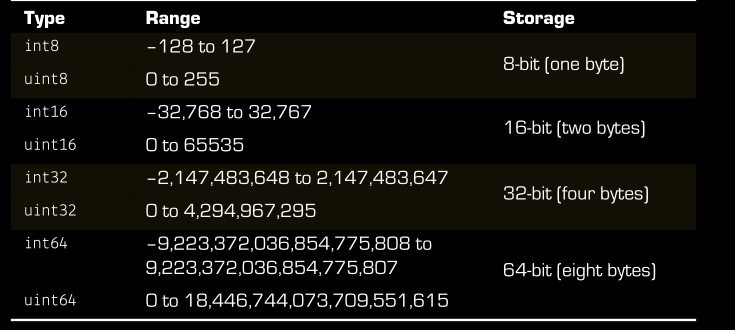 Type Range Storage
int8 –128 to 127
8-bit (one byte)
uint8 0 to 255
int16 –32,768 to 32,767
16-bit (two bytes)
uint16 0 to 65535
int32 –2,147,483,648 to 2,147,483,647
32-bit (four bytes)
uint32 0 to 4,294,967,295
int64 –9,223,372,036,854,775,808 to
9,223,372,036,854,775,807
64-bit (eight bytes)
uint64 0 to 18,446,744,073,709,551,615